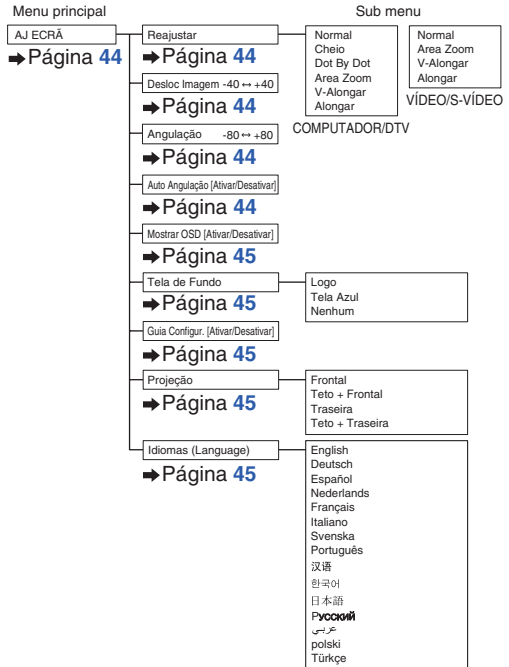 Menu principal
Sub menu
AJ ECRÃ
➡Página 44
Reajustar
➡Página 44
Normal
Cheio
Dot By Dot
Area Zoom
V-Alongar
Alongar
COMPUTADOR/DTV
Normal
Area Zoom
V-Alongar
Alongar
VÍDEO/S-VÍDEO
Desloc Imagem -40 ↔ +40
➡Página 44
Angulação -80 ↔ +80
➡Página 44
Auto Angulação [Ativar/Desativar]
➡Página 44
Mostrar OSD [Ativar/Desativar]
➡Página 45
Tela de Fundo
➡Página 45
Logo
Tela Azul
Nenhum
Guia Configur. [Ativar/Desativar]
➡Página 45
Projeção
➡Página 45
Frontal
Teto + Frontal
Traseira
Teto + Traseira
Idiomas (Language)
➡Página 45
English
Deutsch
Español
Nederlands
Français
Italiano
Svenska
Português
汉语
한국어
日本語
Русский
عربي
polski
Türkçe